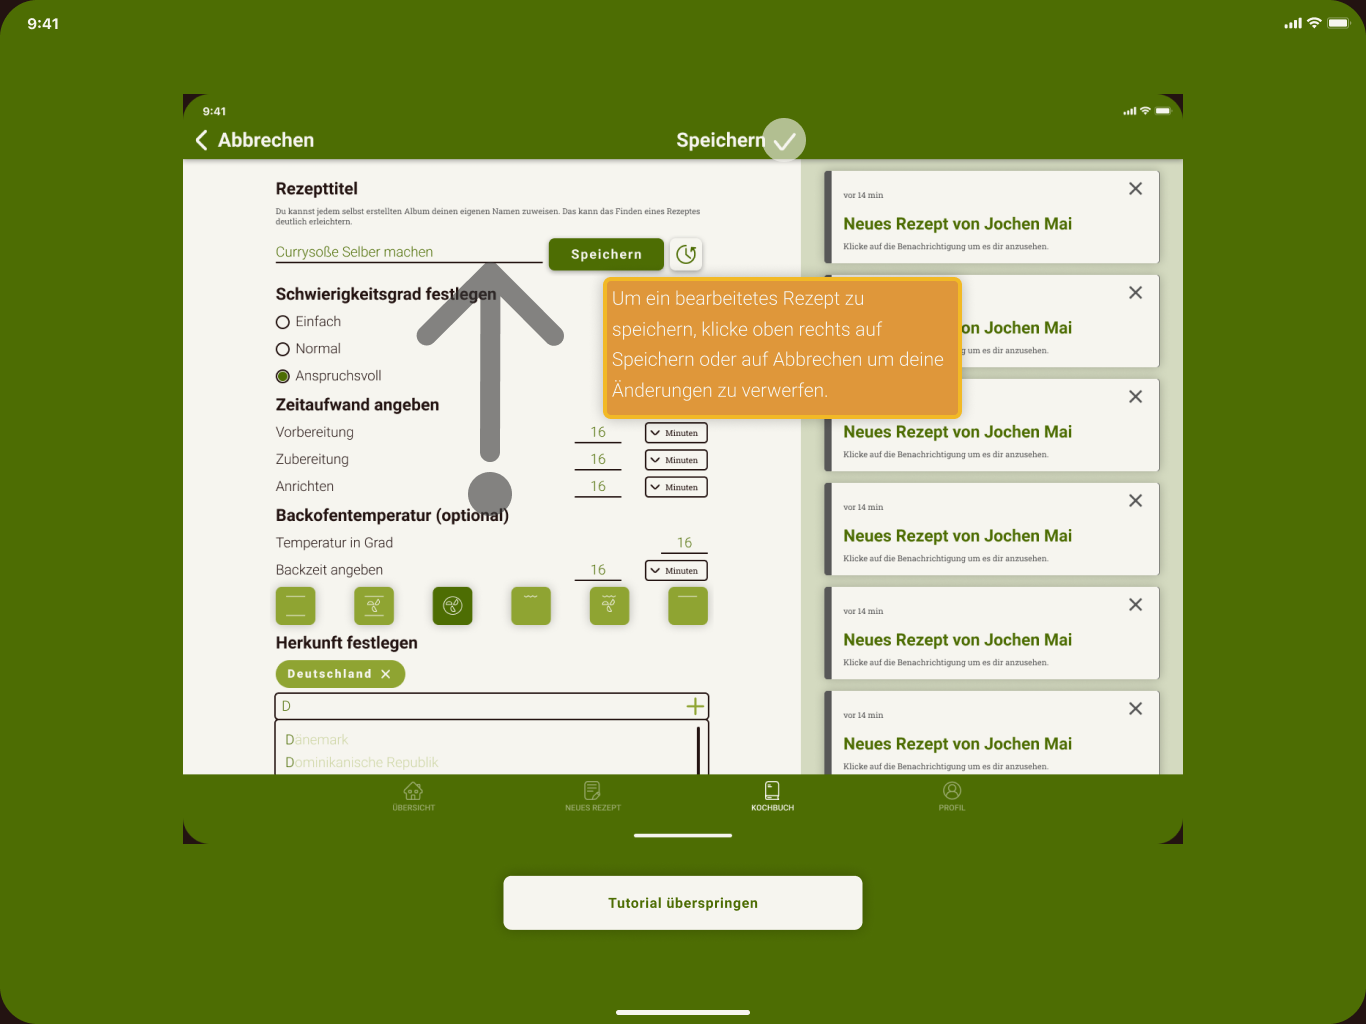 9:41
9:41
Abbrechen
Speichern
Rezepttitel
Du kannst jedem selbst erstellten Album deinen eigenen Namen zuweisen. Das kann das Finden eines Rezeptes
deutlich erleichtern.
Currysoße Selber machen
Speichern
Schwierigkeitsgrad festlegen
Einfach
Normal
Anspruchsvoll
Zeitaufwand angeben
Vorbereitung
16
Minuten
Zubereitung
16
Minuten
Anrichten
16
Minuten
Backofentemperatur (optional)
Temperatur in Grad
16
Backzeit angeben
16
Minuten
Herkunft festlegen
Deutschland
D
Dänemark
Dominikanische Republik
Um ein bearbeitetes Rezept zu
speichern, klicke oben rechts auf
Speichern oder auf Abbrechen um deine
Änderungen zu verwerfen.
vor 14 min
Neues Rezept von Jochen Mai
Klicke auf die Benachrichtigung um es dir anzusehen.
on Jochen Mai
g um es dir anzusehen.
Neues Rezept von Jochen Mai
Klicke auf die Benachrichtigung um es dir anzusehen.
vor 14 min
Neues Rezept von Jochen Mai
Klicke auf die Benachrichtigung um es dir anzusehen.
vor 14 min
Neues Rezept von Jochen Mai
Klicke auf die Benachrichtigung um es dir anzusehen.
vor 14 min
Neues Rezept von Jochen Mai
Klicke auf die Benachrichtigung um es dir anzusehen.
ÜBERSICHT
NEUES REZEPT
KOCHBUCH
PROFIL
Tutorial überspringen